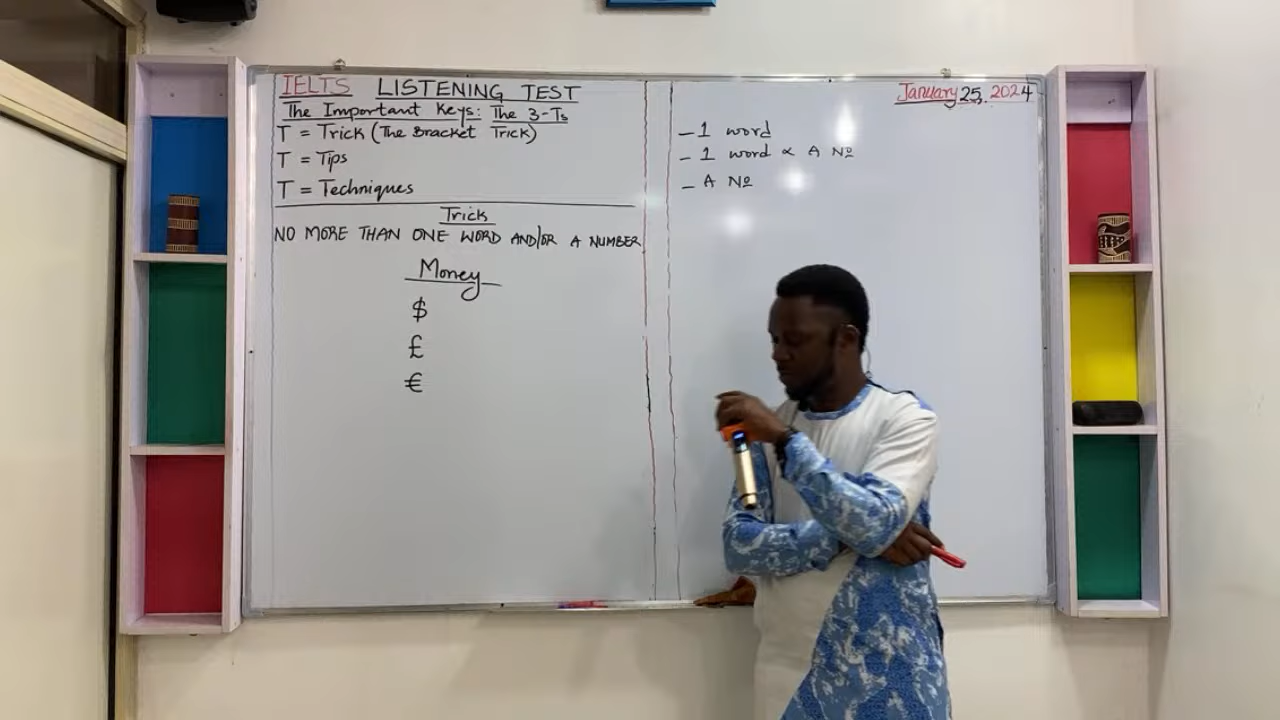 IELTS LISTENING TEST
The Important Keys: The 3-Ts
T = Trick (The Bracket Trick)
T = Tips
T = Techniques
Trick
NO MORE THAN ONE WORD AND/OR A NUMBER
Money
$
£
€
January 25, 2024
– 1 word
– 1 word ∝ A Nº
– A Nº